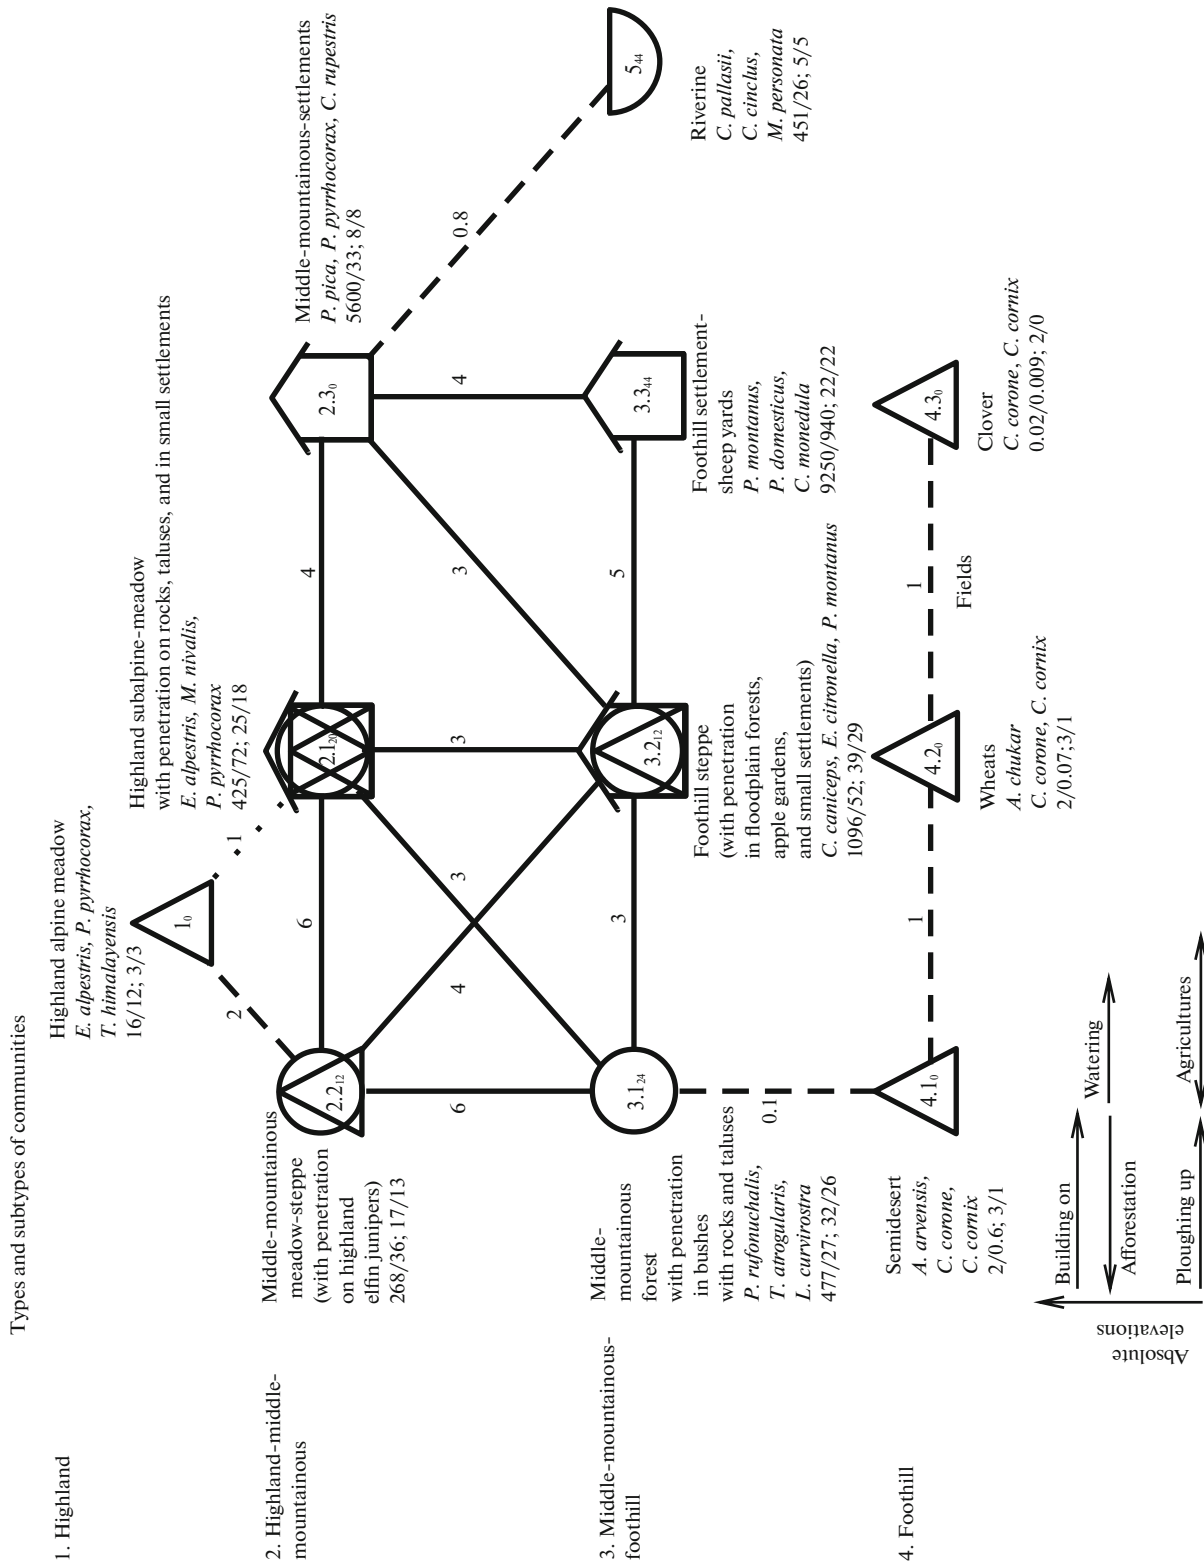 Types and subtypes of communities
1. Highland
Highland alpine meadow
E. alpestris, P. pyrrhocorax,
T. himalayensis
16/12; 3/3
1₀
2
1
Highland subalpine-meadow
with penetration on rocks, taluses, and in small settlements
E. alpestris, M. nivalis,
P. pyrrhocorax
425/72; 25/18
2. Highland-middle-
mountainous
Middle-mountainous
meadow-steppe
(with penetration
on highland
elfin junipers)
268/36; 17/13
2.2₁₂
6
2.1₂₀
4
2.3₀
Middle-mountainous-settlements
P. pica, P. pyrrhocorax, C. rupestris
5600/33; 8/8
6
4
3
3
3
4
0.8
3. Middle-mountainous-
foothill
Middle-
mountainous
forest
with penetration
in bushes
with rocks and taluses
P. rufonuchalis,
T. atrogularis,
L. curvirostra
477/27; 32/26
3.1₂₄
3
3.2₁₂
5
3.3₄₄
5₄₄
Foothill steppe
(with penetration
in floodplain forests,
apple gardens,
and small settlements)
C. caniceps, E. citronella, P. montanus
1096/52; 39/29
Foothill settlement-
sheep yards
P. montanus,
P. domesticus,
C. monedula
9250/940; 22/22
Riverine
C. pallasii,
C. cinclus,
M. personata
451/26; 5/5
0.1
4. Foothill
Semidesert
A. arvensis,
C. corone,
C. cornix
2/0.6; 3/1
4.1₀
1
4.2₀
1
4.3₀
Wheats
A. chukar
C. corone, C. cornix
2/0.07;3/1
Fields
Clover
C. corone, C. cornix
0.02/0.009; 2/0
Absolute
elevations
Building on
Watering
Afforestation
Ploughing up
Agricultures